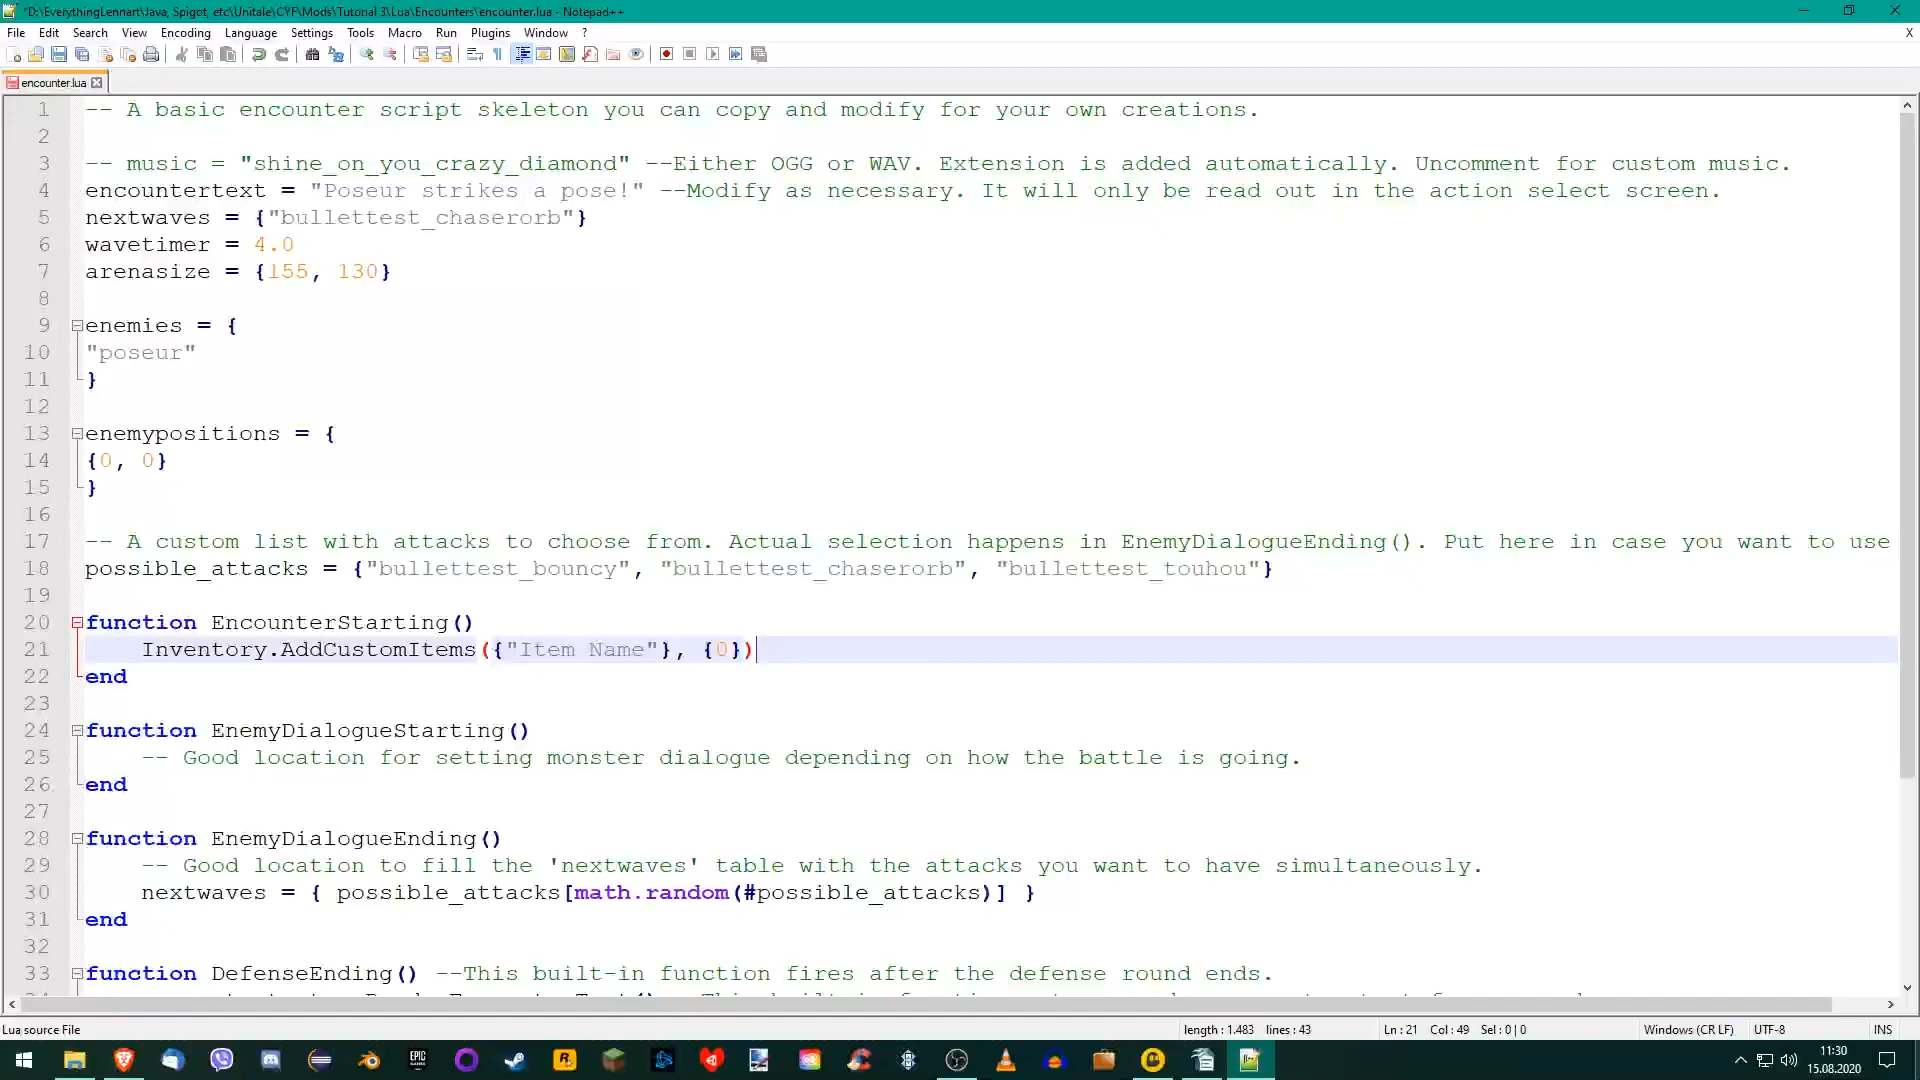 *D:\EverythingLennart\Java, Spigot, etc\Unitale\CYF\Mods\Tutorial 3\Lua\Encounters\encounter.lua - Notepad++
File Edit Search View Encoding Language Settings Tools Macro Run Plugins Window ? X
encounter.lua
1 -- A basic encounter script skeleton you can copy and modify for your own creations.
2
3 -- music = "shine_on_you_crazy_diamond" --Either OGG or WAV. Extension is added automatically. Uncomment for custom music.
4 encountertext = "Poseur strikes a pose!" --Modify as necessary. It will only be read out in the action select screen.
5 nextwaves = {"bullettest_chaserorb"}
6 wavetimer = 4.0
7 arenasize = {155, 130}
8
9 enemies = {
10 "poseur"
11 }
12
13 enemypositions = {
14 {0, 0}
15 }
16
17 -- A custom list with attacks to choose from. Actual selection happens in EnemyDialogueEnding(). Put here in case you want to use
18 possible_attacks = {"bullettest_bouncy", "bullettest_chaserorb", "bullettest_touhou"}
19
20 function EncounterStarting()
21 Inventory.AddCustomItems({"Item Name"}, {0})
22 end
23
24 function EnemyDialogueStarting()
25 -- Good location for setting monster dialogue depending on how the battle is going.
26 end
27
28 function EnemyDialogueEnding()
29 -- Good location to fill the 'nextwaves' table with the attacks you want to have simultaneously.
30 nextwaves = { possible_attacks[math.random(#possible_attacks)] }
31 end
32
33 function DefenseEnding() --This built-in function fires after the defense round ends.
Lua source File length : 1.483 lines : 43 Ln : 21 Col : 49 Sel : 0 | 0 Windows (CR LF) UTF-8 INS
EPIC GAMES
11:30
15.08.2020